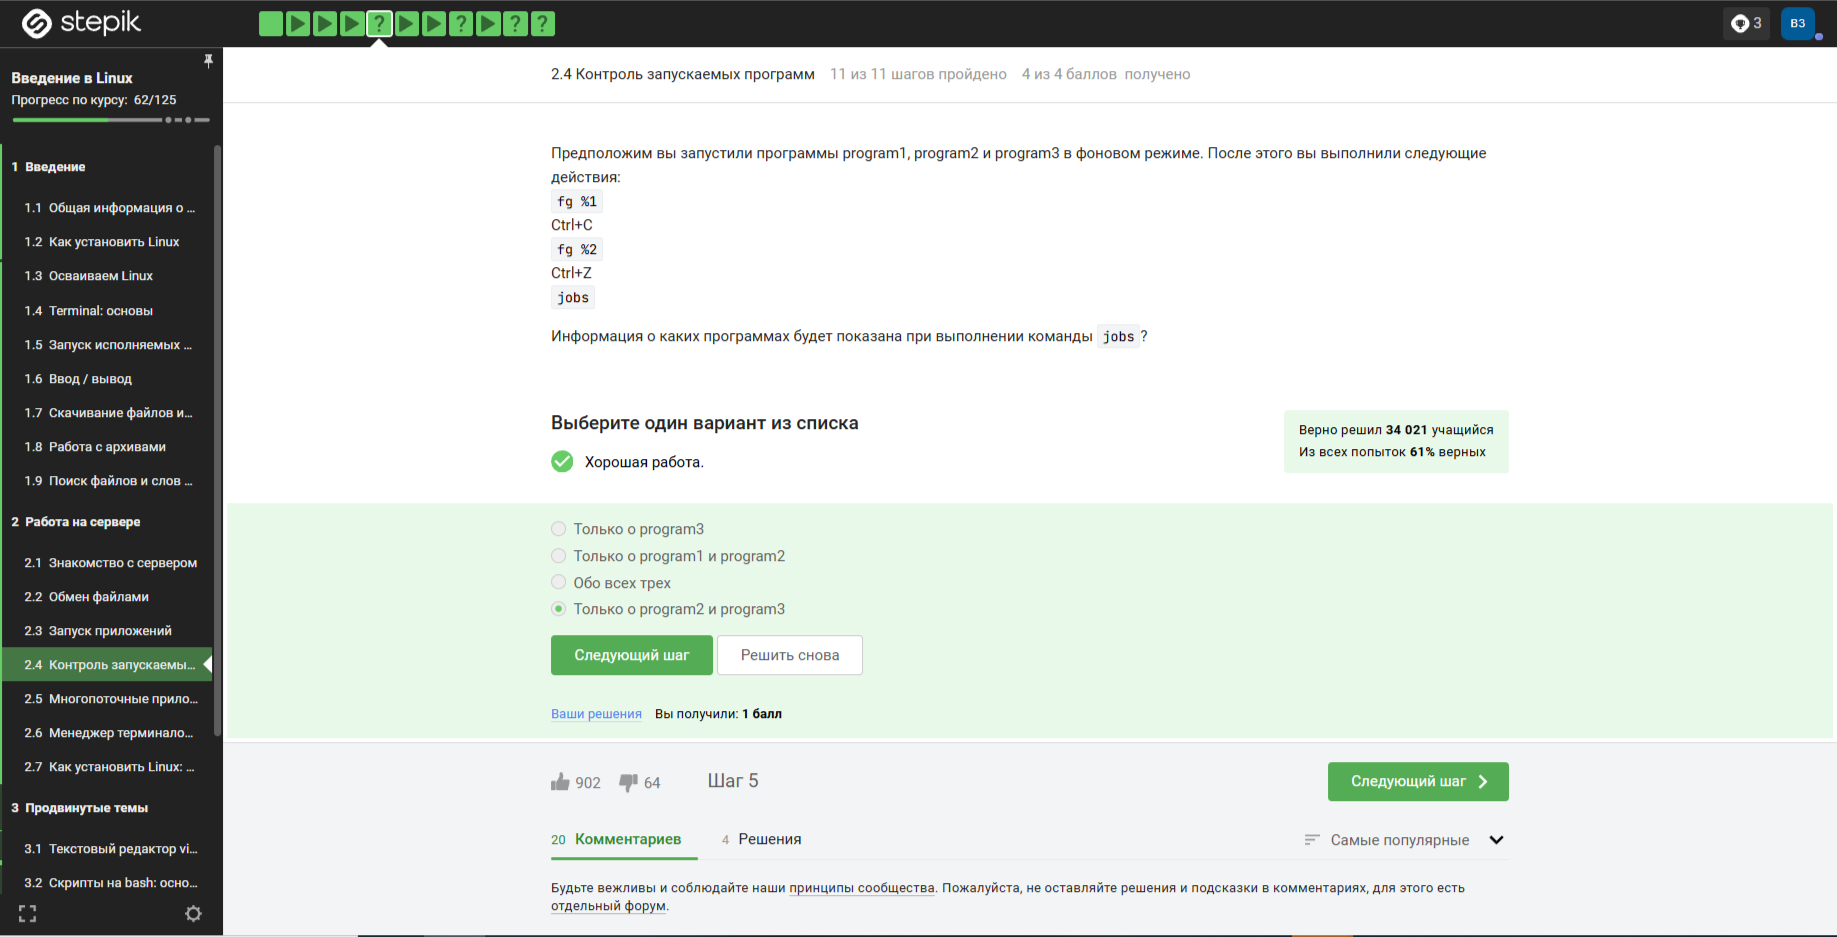 stepik
? ? ? ?
3
ВЗ
Введение в Linux
Прогресс по курсу: 62/125
1 Введение
1.1 Общая информация о ...
1.2 Как установить Linux
1.3 Осваиваем Linux
1.4 Terminal: основы
1.5 Запуск исполняемых ...
1.6 Ввод / вывод
1.7 Скачивание файлов и...
1.8 Работа с архивами
1.9 Поиск файлов и слов ...
2 Работа на сервере
2.1 Знакомство с сервером
2.2 Обмен файлами
2.3 Запуск приложений
2.4 Контроль запускаемы...
2.5 Многопоточные прило...
2.6 Менеджер терминало...
2.7 Как установить Linux: ...
3 Продвинутые темы
3.1 Текстовый редактор vi...
3.2 Скрипты на bash: осно...
2.4 Контроль запускаемых программ 11 из 11 шагов пройдено 4 из 4 баллов получено
Предположим вы запустили программы program1, program2 и program3 в фоновом режиме. После этого вы выполнили следующие
действия:
fg %1
Ctrl+C
fg %2
Ctrl+Z
jobs
Информация о каких программах будет показана при выполнении команды jobs?
Выберите один вариант из списка
Хорошая работа.
Верно решил 34 021 учащийся
Из всех попыток 61% верных
Только о program3
Только о program1 и program2
Обо всех трех
Только о program2 и program3
Следующий шаг Решить снова
Ваши решения Вы получили: 1 балл
902 64 Шаг 5 Следующий шаг
20 Комментариев 4 Решения Самые популярные
Будьте вежливы и соблюдайте наши принципы сообщества. Пожалуйста, не оставляйте решения и подсказки в комментариях, для этого есть
отдельный форум.